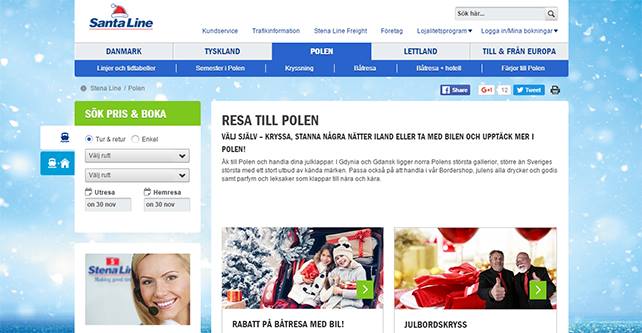 Sök här...
Santa Line
Kundservice Trafikinformation Stena Line Freight Företag Lojalitetsprogram Logga in/Mina bokningar
DANMARK TYSKLAND POLEN LETTLAND TILL & FRÅN EUROPA
Linjer och tidtabeller Semester i Polen Kryssning Båtresa Båtresa + hotell Färjor till Polen
Stena Line / Polen
Share G+1 12 Tweet
SÖK PRIS & BOKA
Tur & retur Enkel
Välj rutt
Välj rutt
Utresa Hemresa
on 30 nov on 30 nov
RESA TILL POLEN
VÄLJ SJÄLV – KRYSSA, STANNA NÅGRA NÄTTER ILAND ELLER TA MED BILEN OCH UPPTÄCK MER I
POLEN!
Åk till Polen och handla dina julklappar. I Gdynia och Gdansk ligger norra Polens största gallerior, större än Sveriges
största med ett stort utbud av kända märken. Passa också på att handla i vår Bordershop, julens alla drycker och godis
samt parfym och leksaker som klappar till nära och kära.
Stena Line
Making good time
RABATT PÅ BÅTRESA MED BIL!
JULBORDSKRYSS